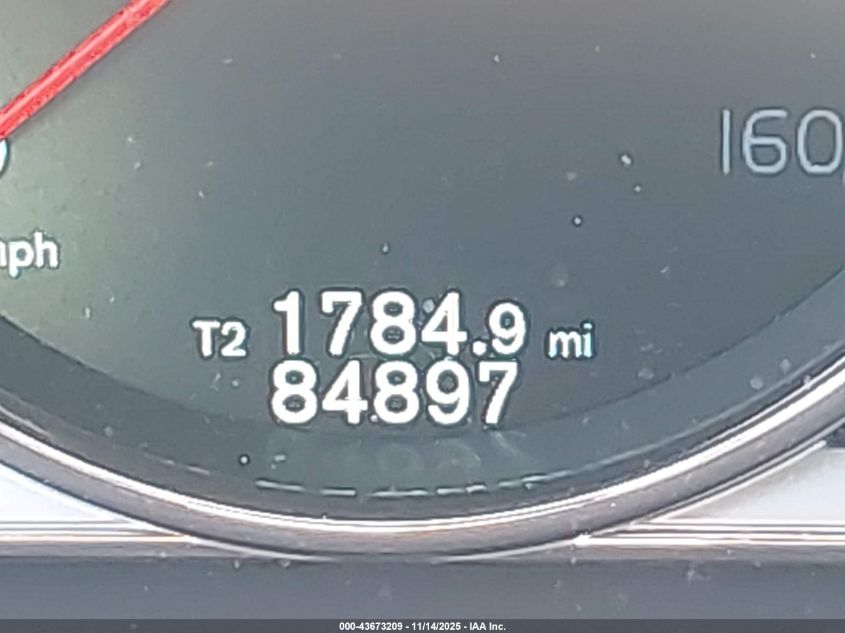 160
mph
T2 1784.9 mi
84897
000-43673209 - 11/14/2025 - IAA Inc.